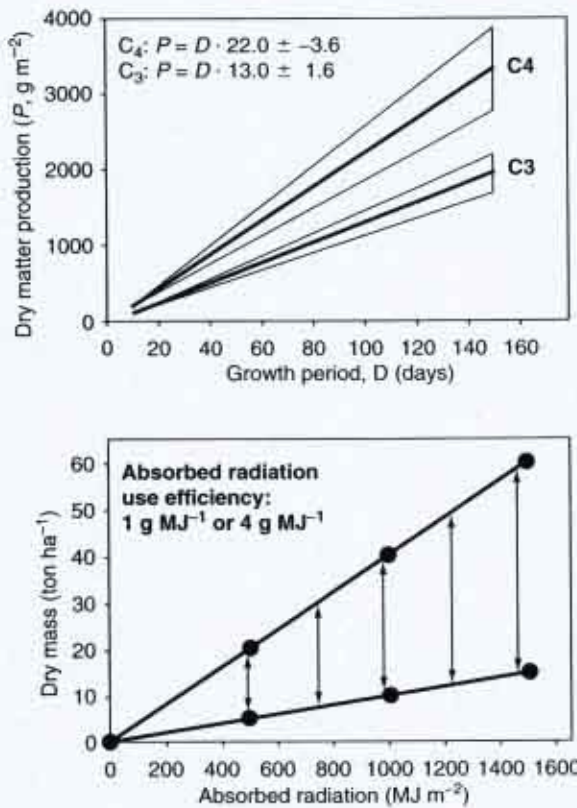 4000
3000
2000
1000
0
Dry matter production (P, g m⁻²)
C₄: P = D · 22.0 ± –3.6
C₃: P = D · 13.0 ± 1.6
C4
C3
0 20 40 60 80 100 120 140 160
Growth period, D (days)
60
50
40
30
20
10
0
Dry mass (ton ha⁻¹)
Absorbed radiation
use efficiency:
1 g MJ⁻¹ or 4 g MJ⁻¹
0 200 400 600 800 1000 1200 1400 1600
Absorbed radiation (MJ m⁻²)